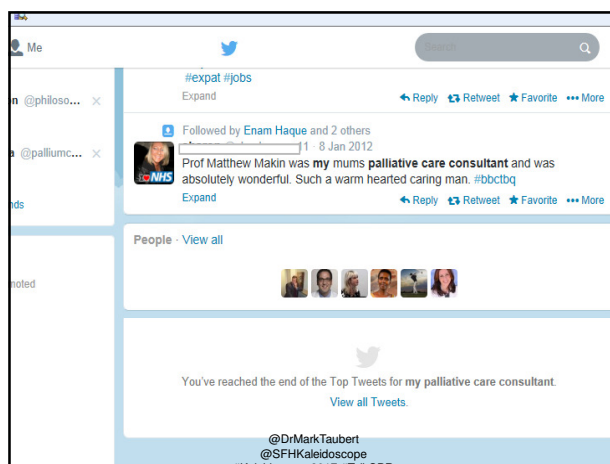 Me
Search
#expat #jobs
Expand
Reply Retweet Favorite More
n @philoso...
Followed by Enam Haque and 2 others
11 · 8 Jan 2012
a @palliumc...
Prof Matthew Makin was my mums palliative care consultant and was
absolutely wonderful. Such a warm hearted caring man. #bbctbq
NHS
Expand
Reply Retweet Favorite More
nds
People · View all
noted
You've reached the end of the Top Tweets for my palliative care consultant.
View all Tweets.
@DrMarkTaubert
@SFHKaleidoscope